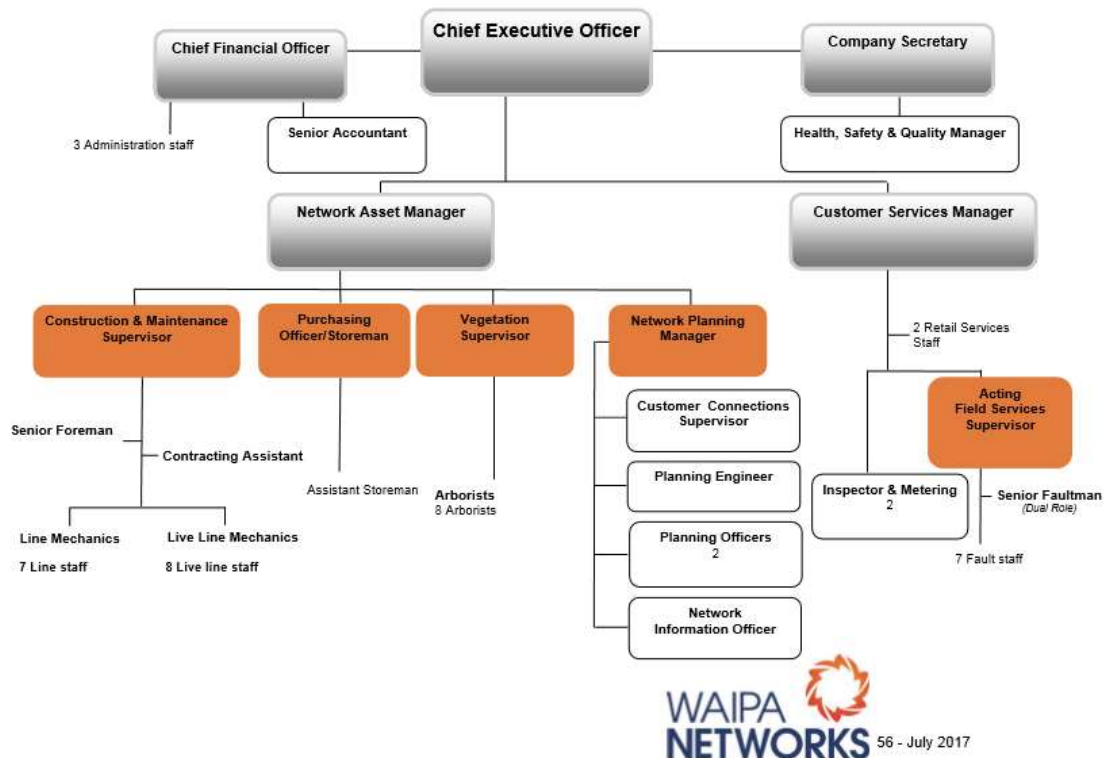 Chief Executive Officer
Chief Financial Officer
Company Secretary
3 Administration staff
Senior Accountant
Health, Safety & Quality Manager
Network Asset Manager
Customer Services Manager
Construction & Maintenance
Supervisor
Purchasing
Officer/Storeman
Vegetation
Supervisor
Network Planning
Manager
2 Retail Services
Staff
Senior Foreman
Contracting Assistant
Line Mechanics
7 Line staff
Live Line Mechanics
8 Live line staff
Assistant Storeman
Arborists
8 Arborists
Customer Connections
Supervisor
Planning Engineer
Planning Officers
2
Network
Information Officer
Acting
Field Services
Supervisor
Inspector & Metering
2
Senior Faultman
(Dual Role)
7 Fault staff
WAIPA
NETWORKS
56 - July 2017